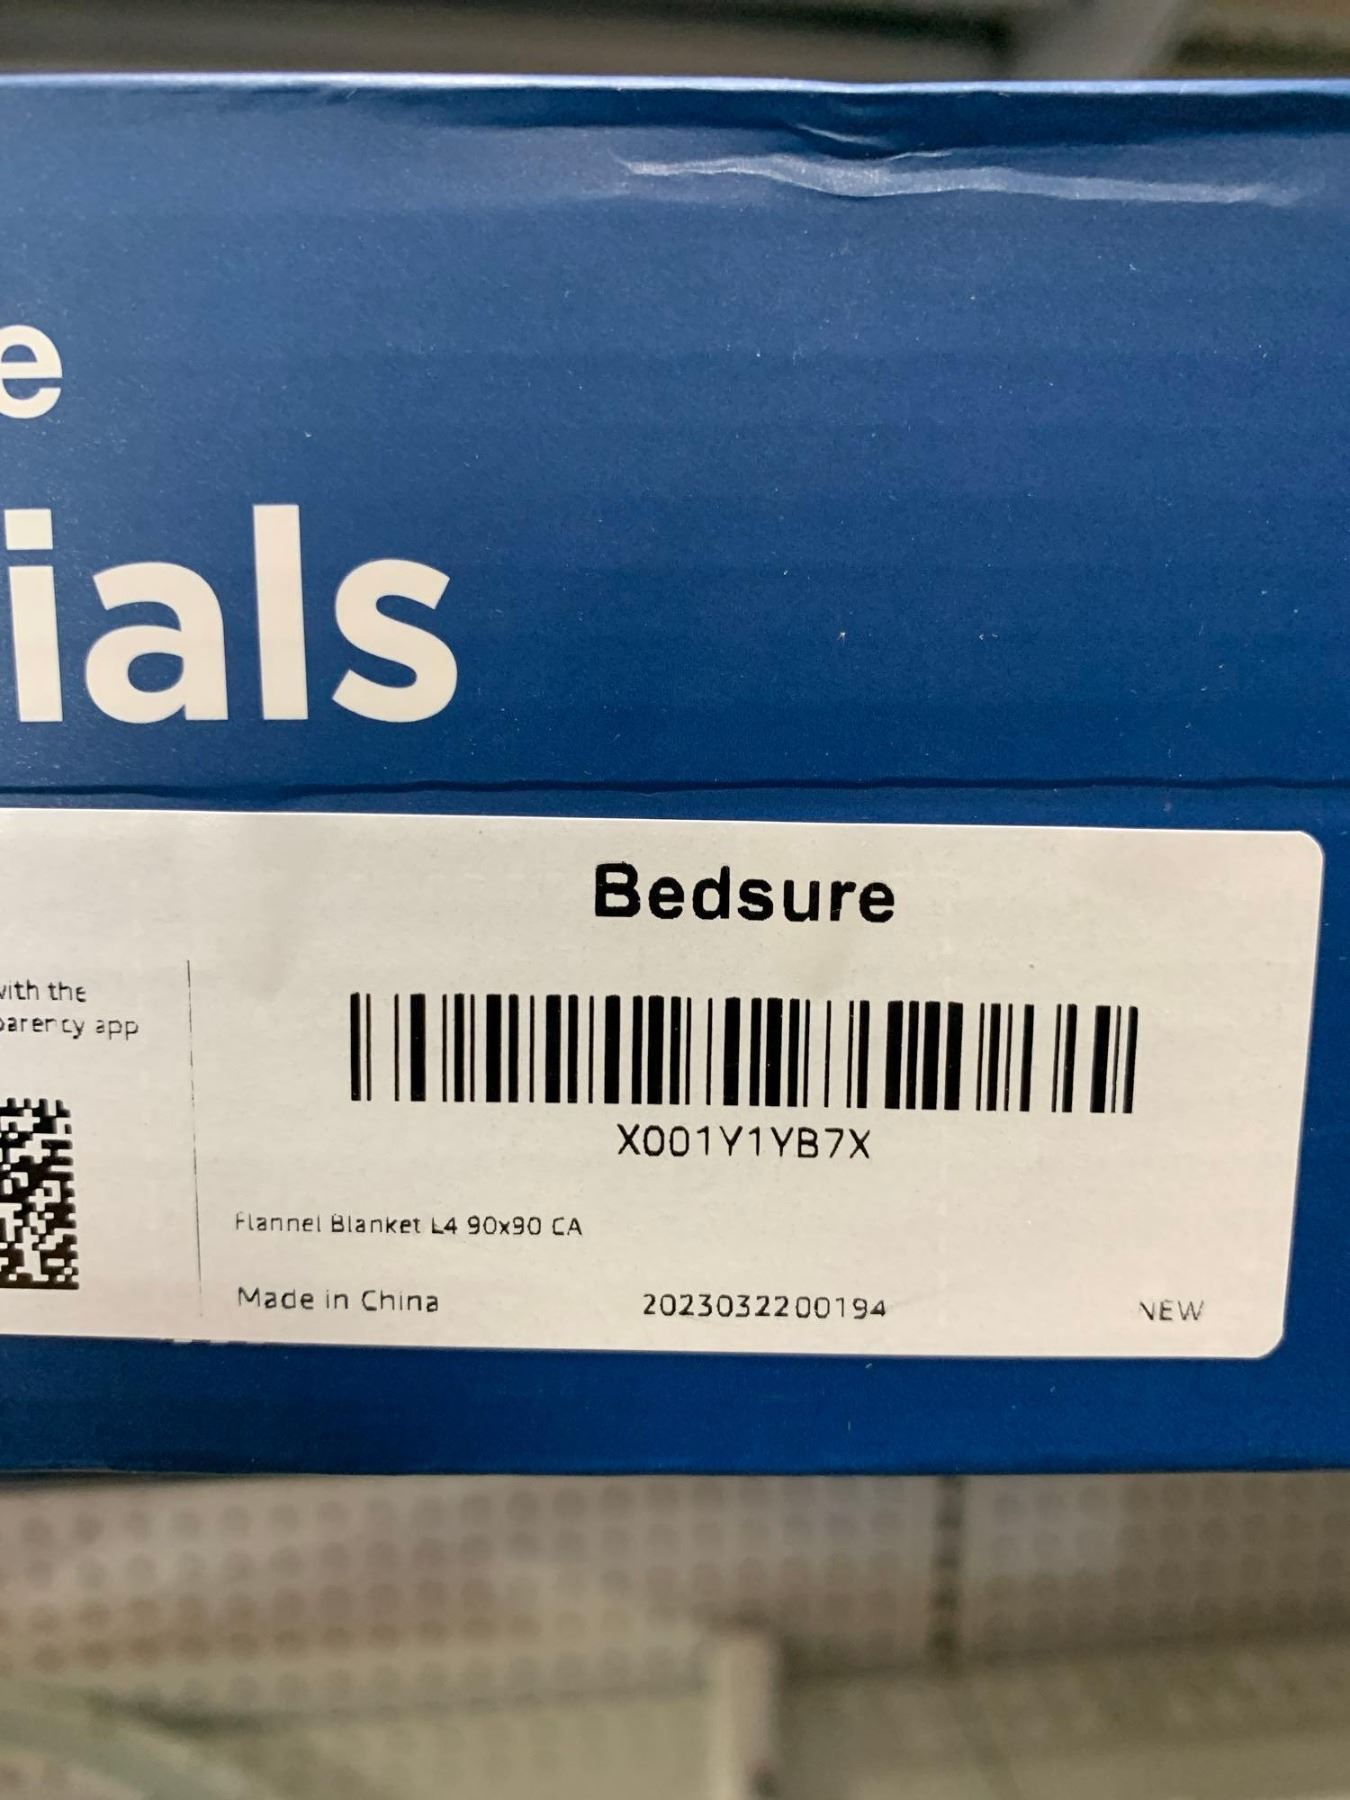 e
ials
Bedsure
with the
parency app
X001Y1YB7X
Flannel Blanket L4 90x90 CA
Made in China 2023032200194 NEW